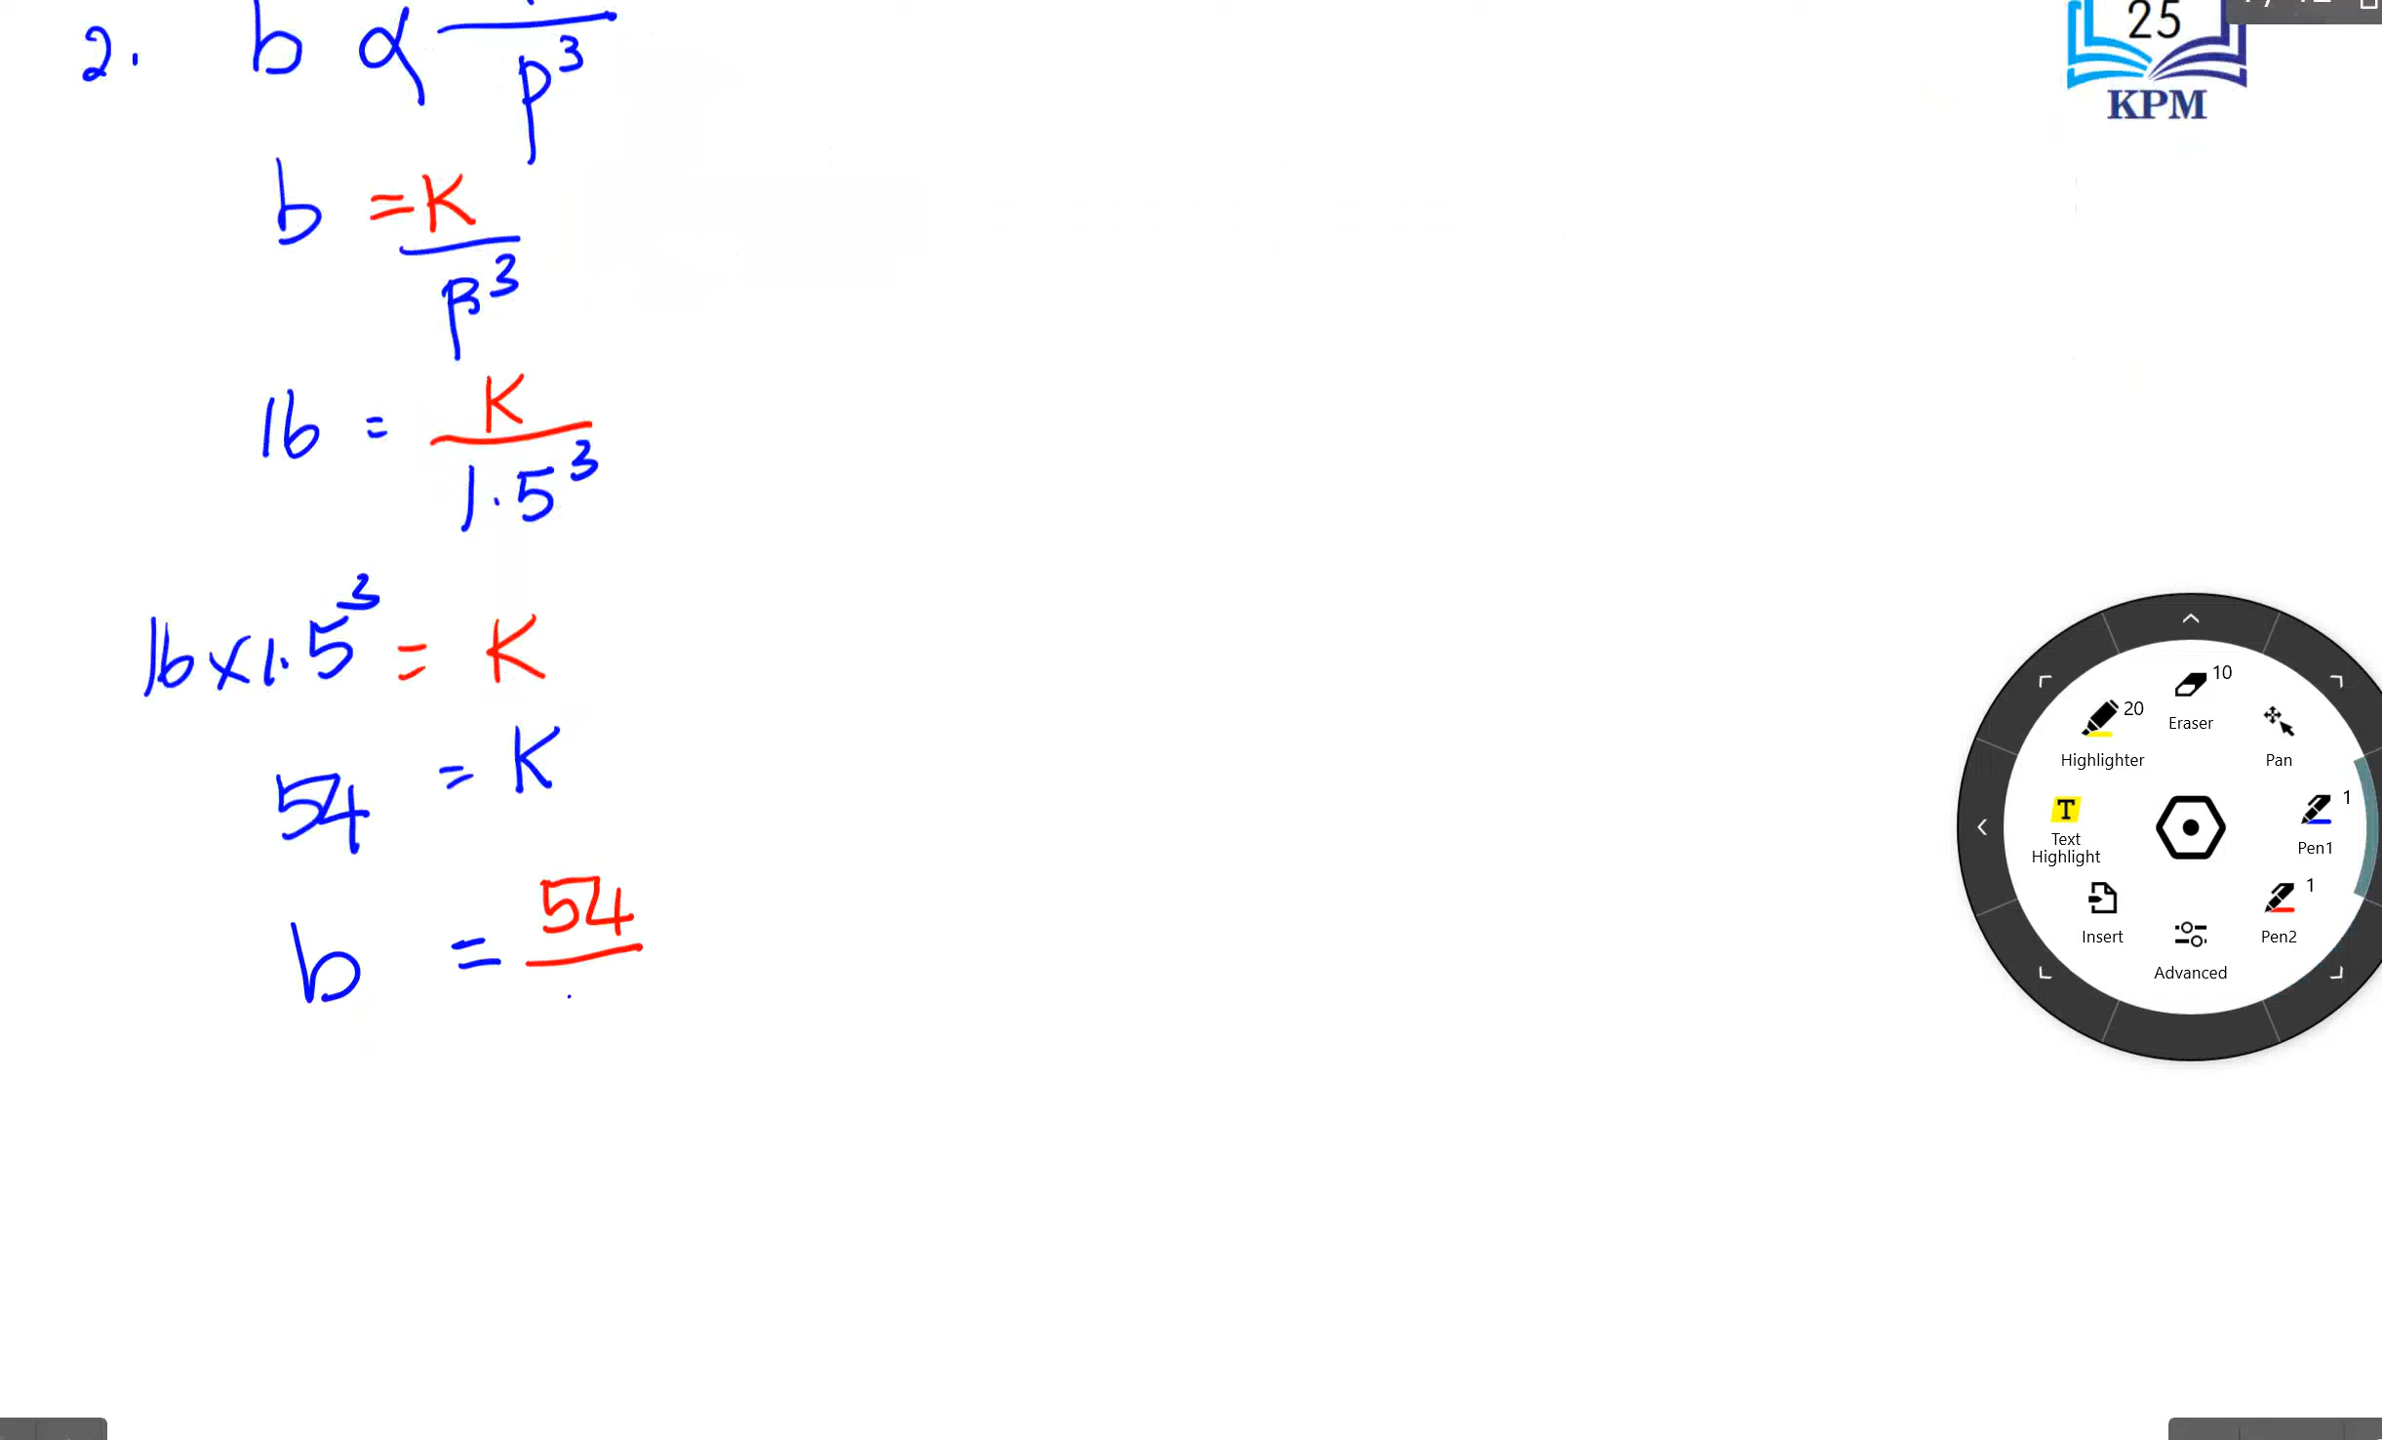 25
KPM
2. b α 1/p³
b = K/p³
16 = K/1.5³
16 x 1.5³ = K
54 = K
b = 54/
10
Eraser
20
Highlighter
Pan
T
Text
Highlight
1
Pen1
Insert
1
Pen2
Advanced